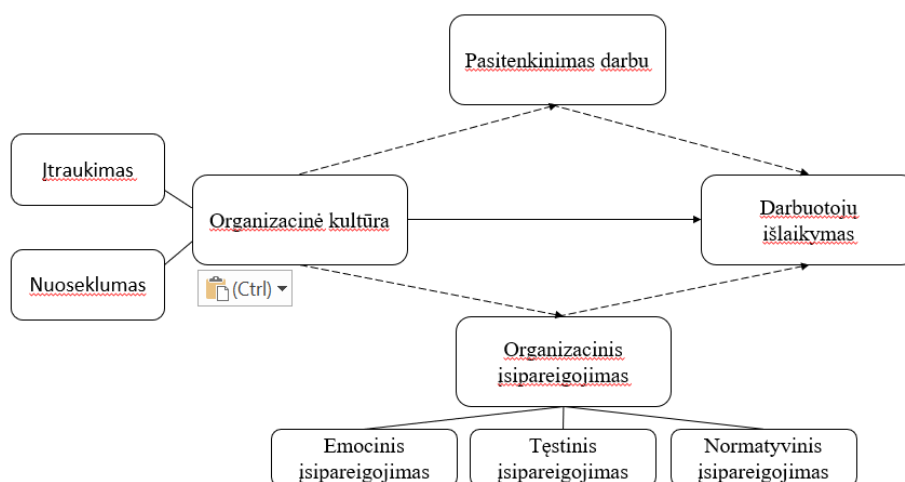 Pasitenkinimas darbu
Įtraukimas
Organizacinė kultūra
Darbuotojų
išlaikymas
Nuoseklumas
(Ctrl)
Organizacinis
įsipareigojimas
Emocinis
įsipareigojimas
Tęstinis
įsipareigojimas
Normatyvinis
įsipareigojimas